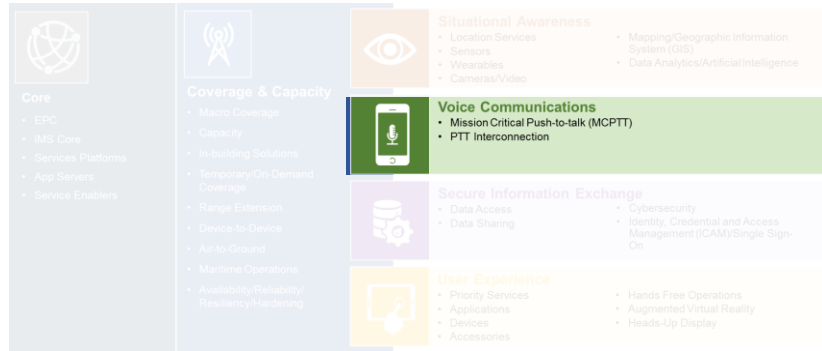 Core
• EPC
• IMS Core
• Services Platforms
• App Servers
• Service Enablers
Coverage & Capacity
• Macro Coverage
• Capacity
• In-building Solutions
• Temporary/On-Demand
Coverage
• Range Extension
• Device-to-Device
• Air-to-Ground
• Maritime Operations
• Availability/Reliability/
Resiliency/Hardening
Situational Awareness
• Location Services
• Sensors
• Wearables
• Cameras/Video
• Mapping/Geographic Information
System (GIS)
• Data Analytics/Artificial Intelligence
Voice Communications
• Mission Critical Push-to-talk (MCPTT)
• PTT Interconnection
Secure Information Exchange
• Data Access
• Data Sharing
• Cybersecurity
• Identity, Credential and Access
Management (ICAM)/Single Sign-
On
User Experience
• Priority Services
• Applications
• Devices
• Accessories
• Hands Free Operations
• Augmented Virtual Reality
• Heads-Up Display